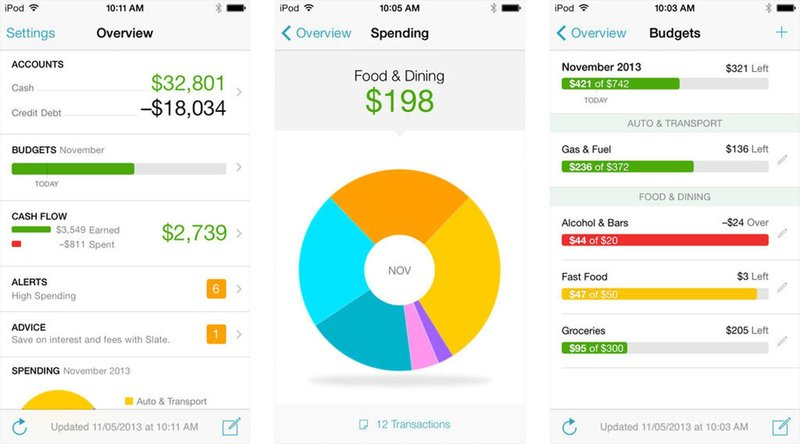 iPod 10:11 AM
Settings Overview
ACCOUNTS
Cash $32,801
Credit Debt –$18,034
BUDGETS November
TODAY
CASH FLOW
$3,549 Earned
–$811 Spent
$2,739
ALERTS
High Spending
6
ADVICE
Save on interest and fees with Slate.
1
SPENDING November 2013
Auto & Transport
Updated 11/05/2013 at 10:11 AM
iPod 10:05 AM
Overview Spending
Food & Dining
$198
NOV
12 Transactions
iPod 10:03 AM
Overview Budgets +
November 2013 $321 Left
$421 of $742
TODAY
AUTO & TRANSPORT
Gas & Fuel $136 Left
$236 of $372
FOOD & DINING
Alcohol & Bars –$24 Over
$44 of $20
Fast Food $3 Left
$47 of $50
Groceries $205 Left
$95 of $300
Updated 11/05/2013 at 10:03 AM